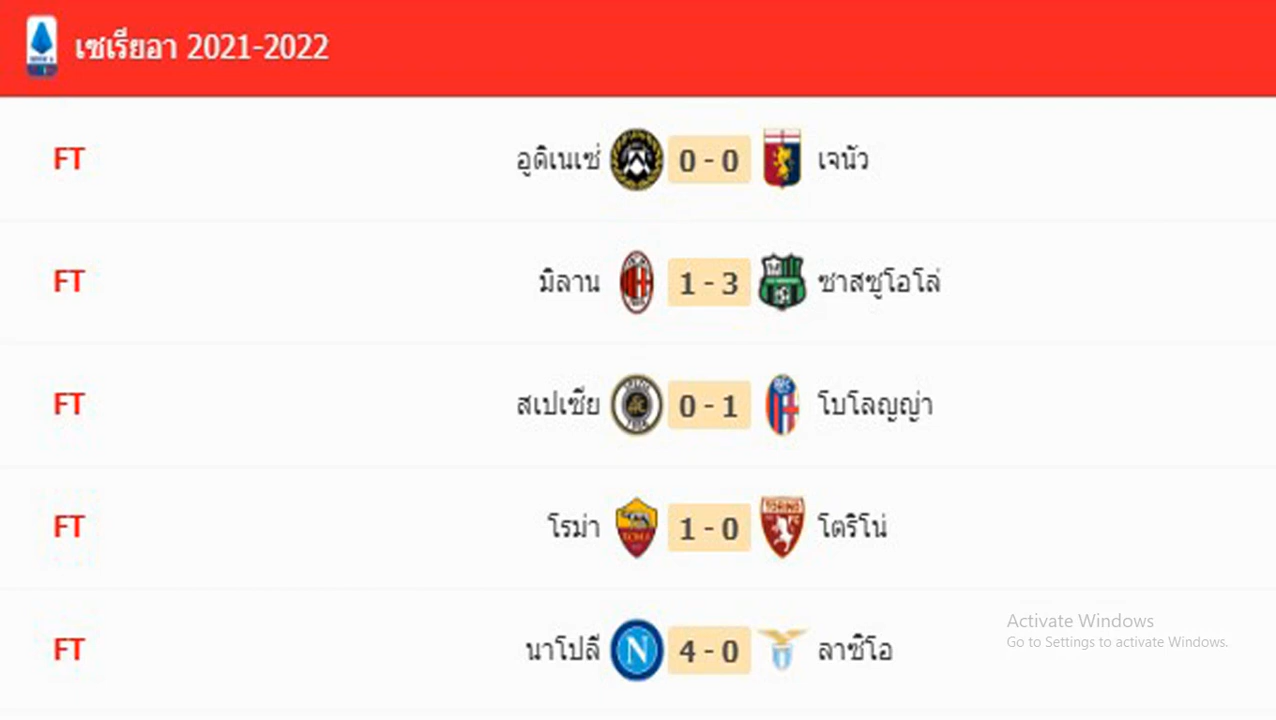 เซเรียอา 2021-2022
FT อูดิเนเซ่ 0 - 0 เจนัว
FT มิลาน 1 - 3 ซาสซูโอโล่
FT สเปเซีย 0 - 1 โบโลญญ่า
FT โรม่า 1 - 0 โตริโน่
FT นาโปลี 4 - 0 ลาซิโอ
Activate Windows
Go to Settings to activate Windows.